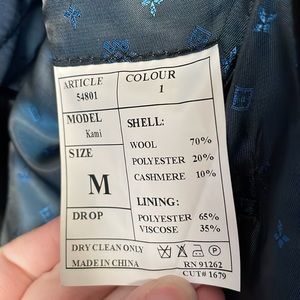 ARTICLE COLOUR
54801 1
MODEL
Kami
SHELL:
WOOL 70%
POLYESTER 20%
CASHMERE 10%
SIZE
M
LINING:
POLYESTER 65%
VISCOSE 35%
DROP
DRY CLEAN ONLY
MADE IN CHINA
RN 91262
CUT# 1679